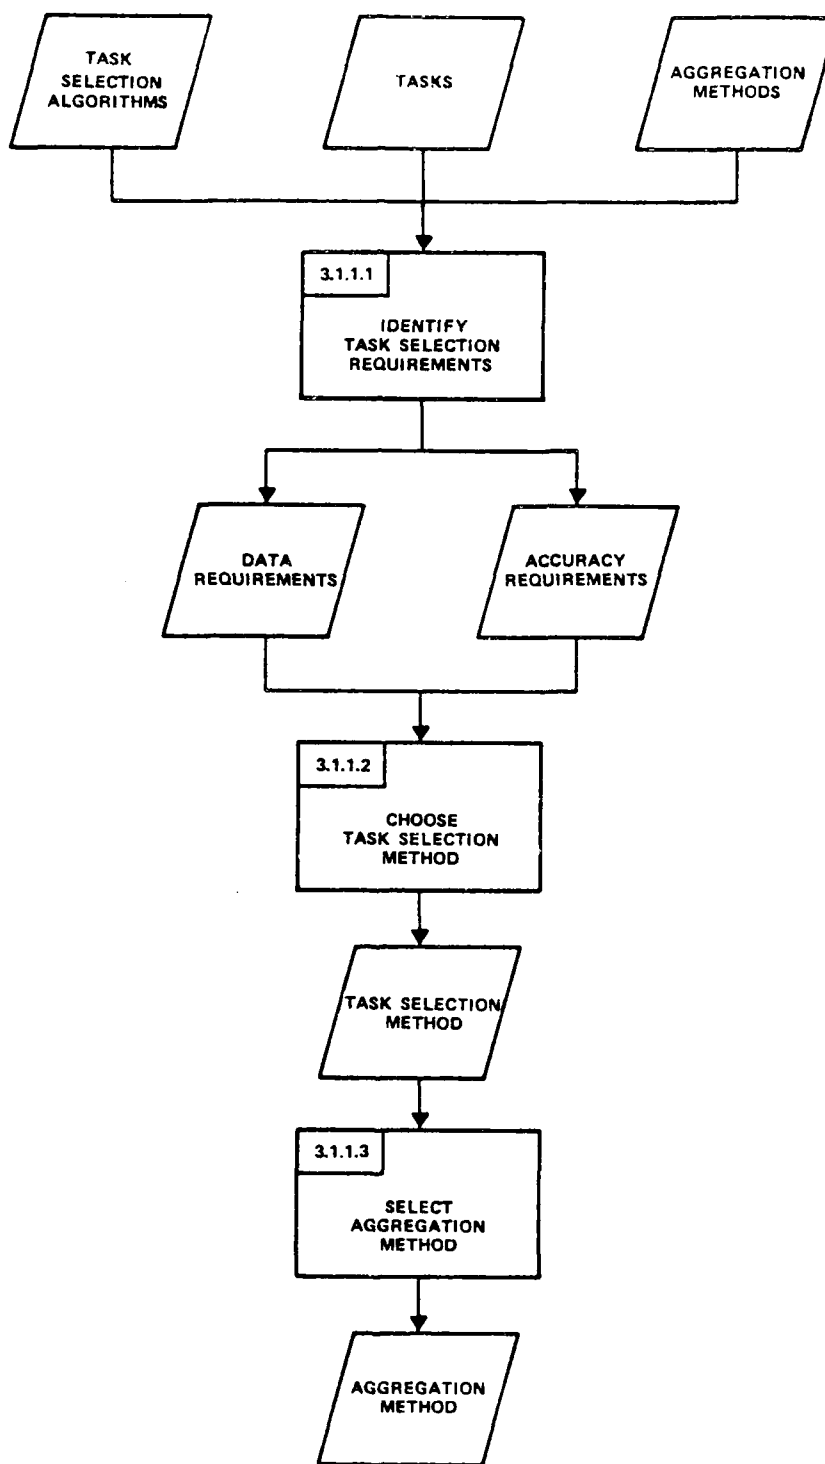 TASK
SELECTION
ALGORITHMS
TASKS
AGGREGATION
METHODS
3.1.1.1
IDENTIFY
TASK SELECTION
REQUIREMENTS
DATA
REQUIREMENTS
ACCURACY
REQUIREMENTS
3.1.1.2
CHOOSE
TASK SELECTION
METHOD
TASK SELECTION
METHOD
3.1.1.3
SELECT
AGGREGATION
METHOD
AGGREGATION
METHOD